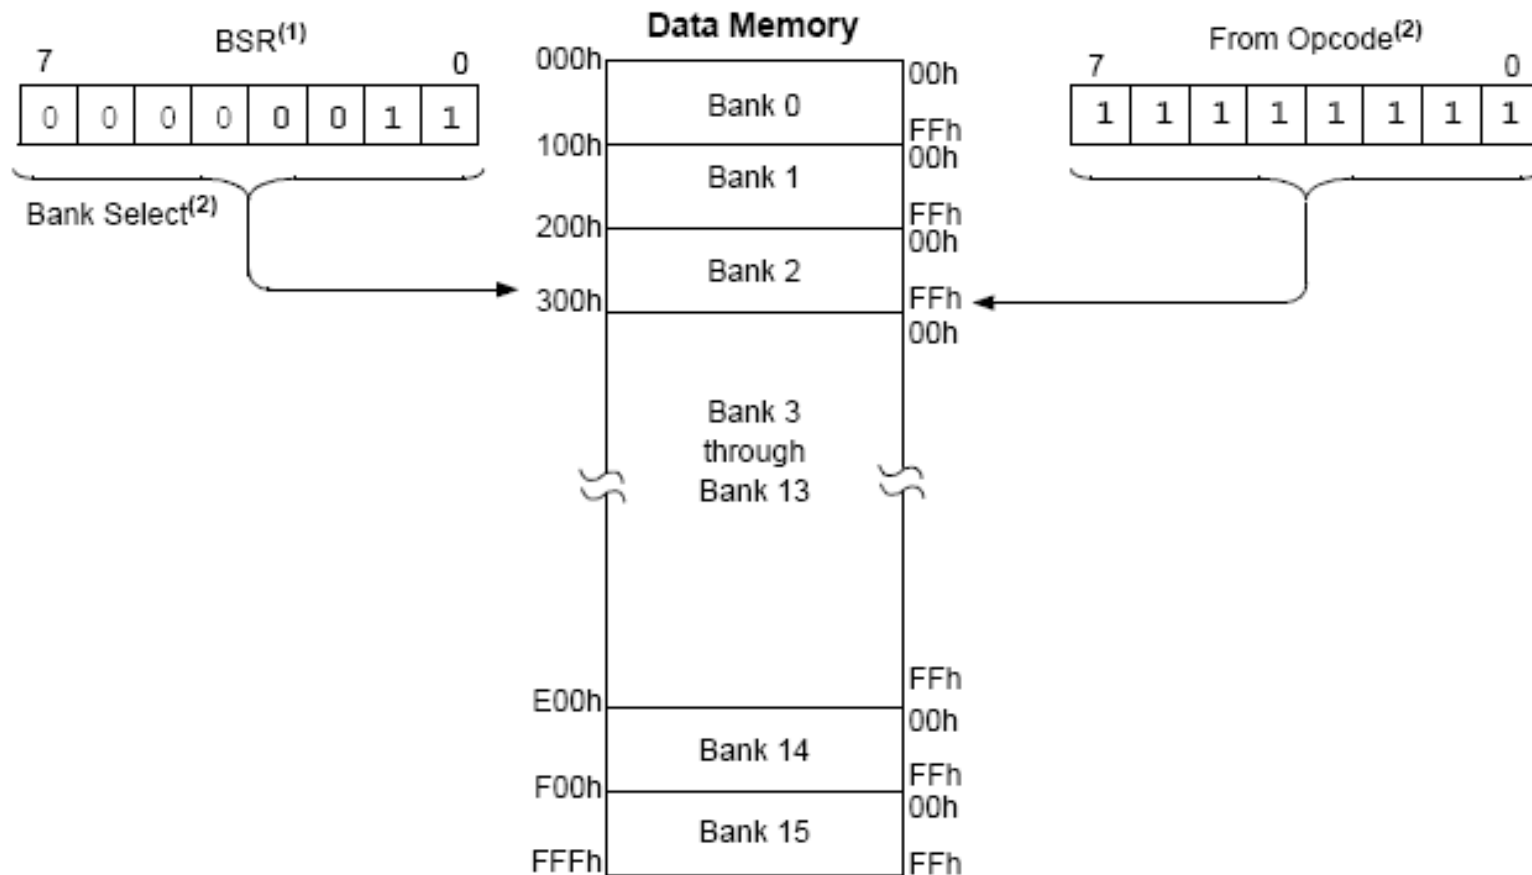 Data Memory
BSR(1)
7 0
0 0 0 0 0 0 1 1
Bank Select(2)
From Opcode(2)
7 0
1 1 1 1 1 1 1 1
000h 00h
Bank 0
FFh
100h 00h
Bank 1
FFh
200h 00h
Bank 2
FFh
300h 00h
Bank 3
through
Bank 13
FFh
E00h 00h
Bank 14
FFh
F00h 00h
Bank 15
FFFh FFh